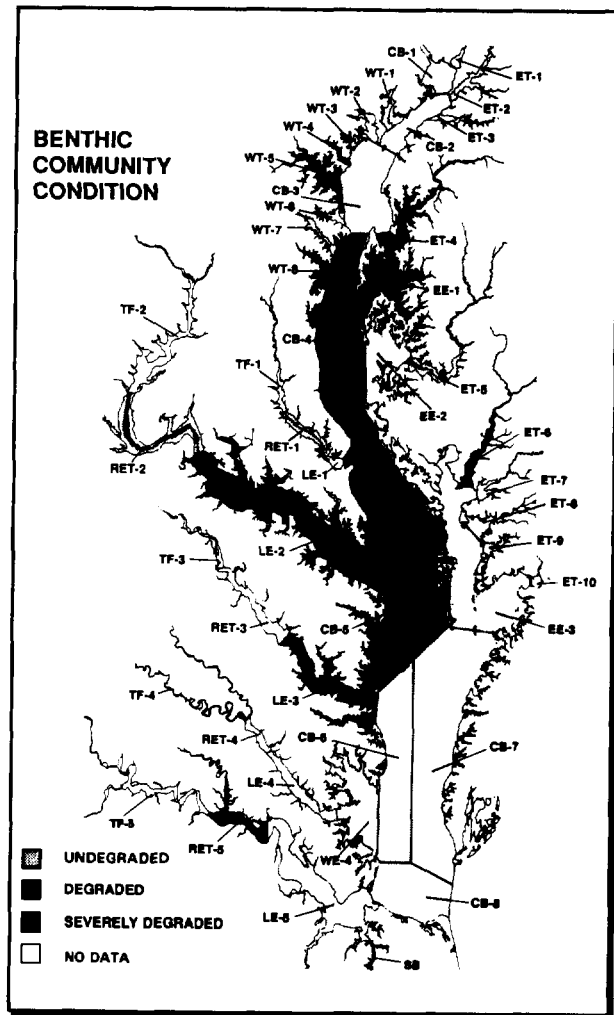 BENTHIC
COMMUNITY
CONDITION
CB-1
WT-1
ET-1
WT-2
WT-3
ET-2
WT-4
ET-3
CB-2
WT-5
CB-3
WT-6
WT-7
ET-4
WT-8
EE-1
TF-2
CB-4
TF-1
ET-5
EE-2
RET-1
ET-6
RET-2
LE-1
ET-7
ET-8
LE-2
ET-9
TF-3
ET-10
RET-3
CB-5
EE-3
TF-4
LE-3
RET-4
CB-6
CB-7
LE-4
TF-5
RET-5
WE-4
UNDEGRADED
DEGRADED
SEVERELY DEGRADED
NO DATA
LE-5
CB-8
SB